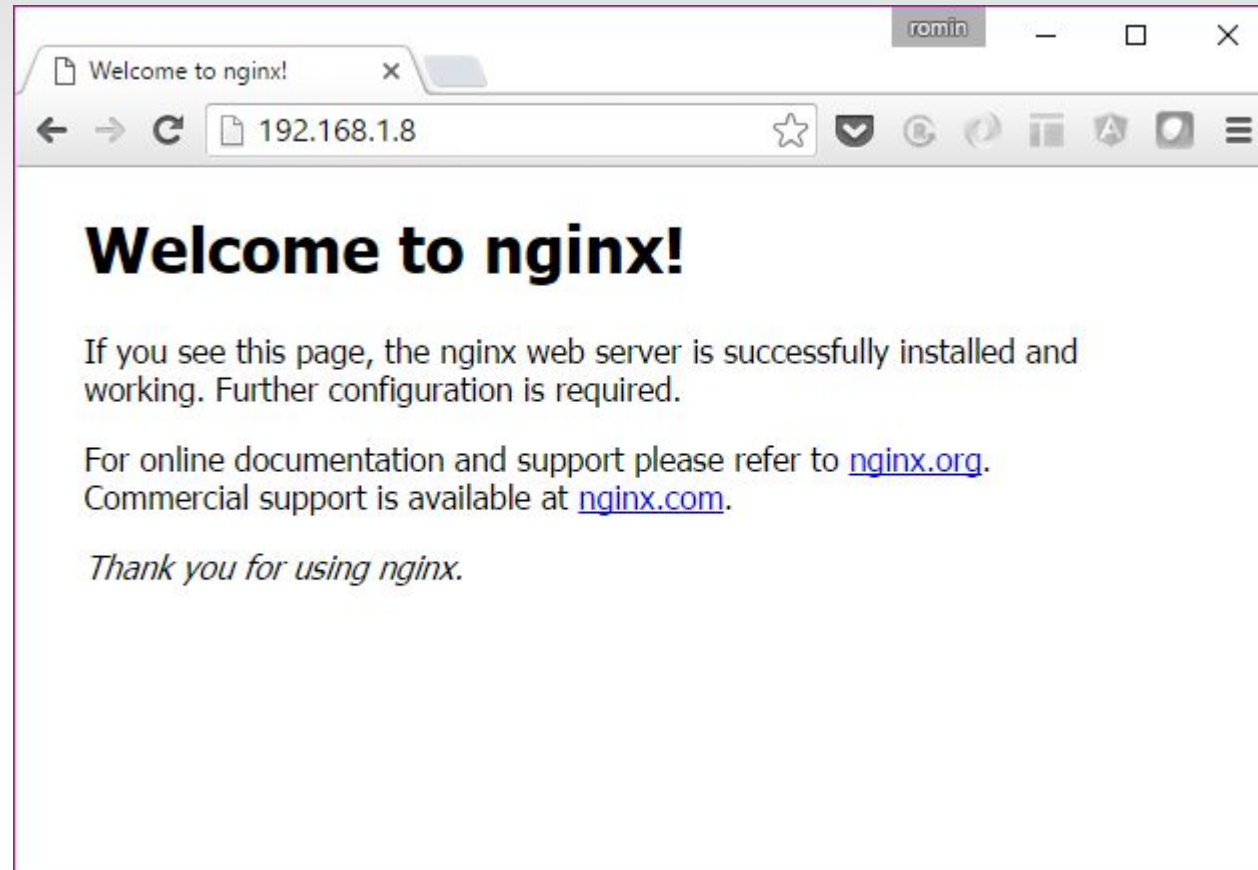 romin
Welcome to nginx!
192.168.1.8
Welcome to nginx!
If you see this page, the nginx web server is successfully installed and
working. Further configuration is required.
For online documentation and support please refer to nginx.org.
Commercial support is available at nginx.com.
Thank you for using nginx.